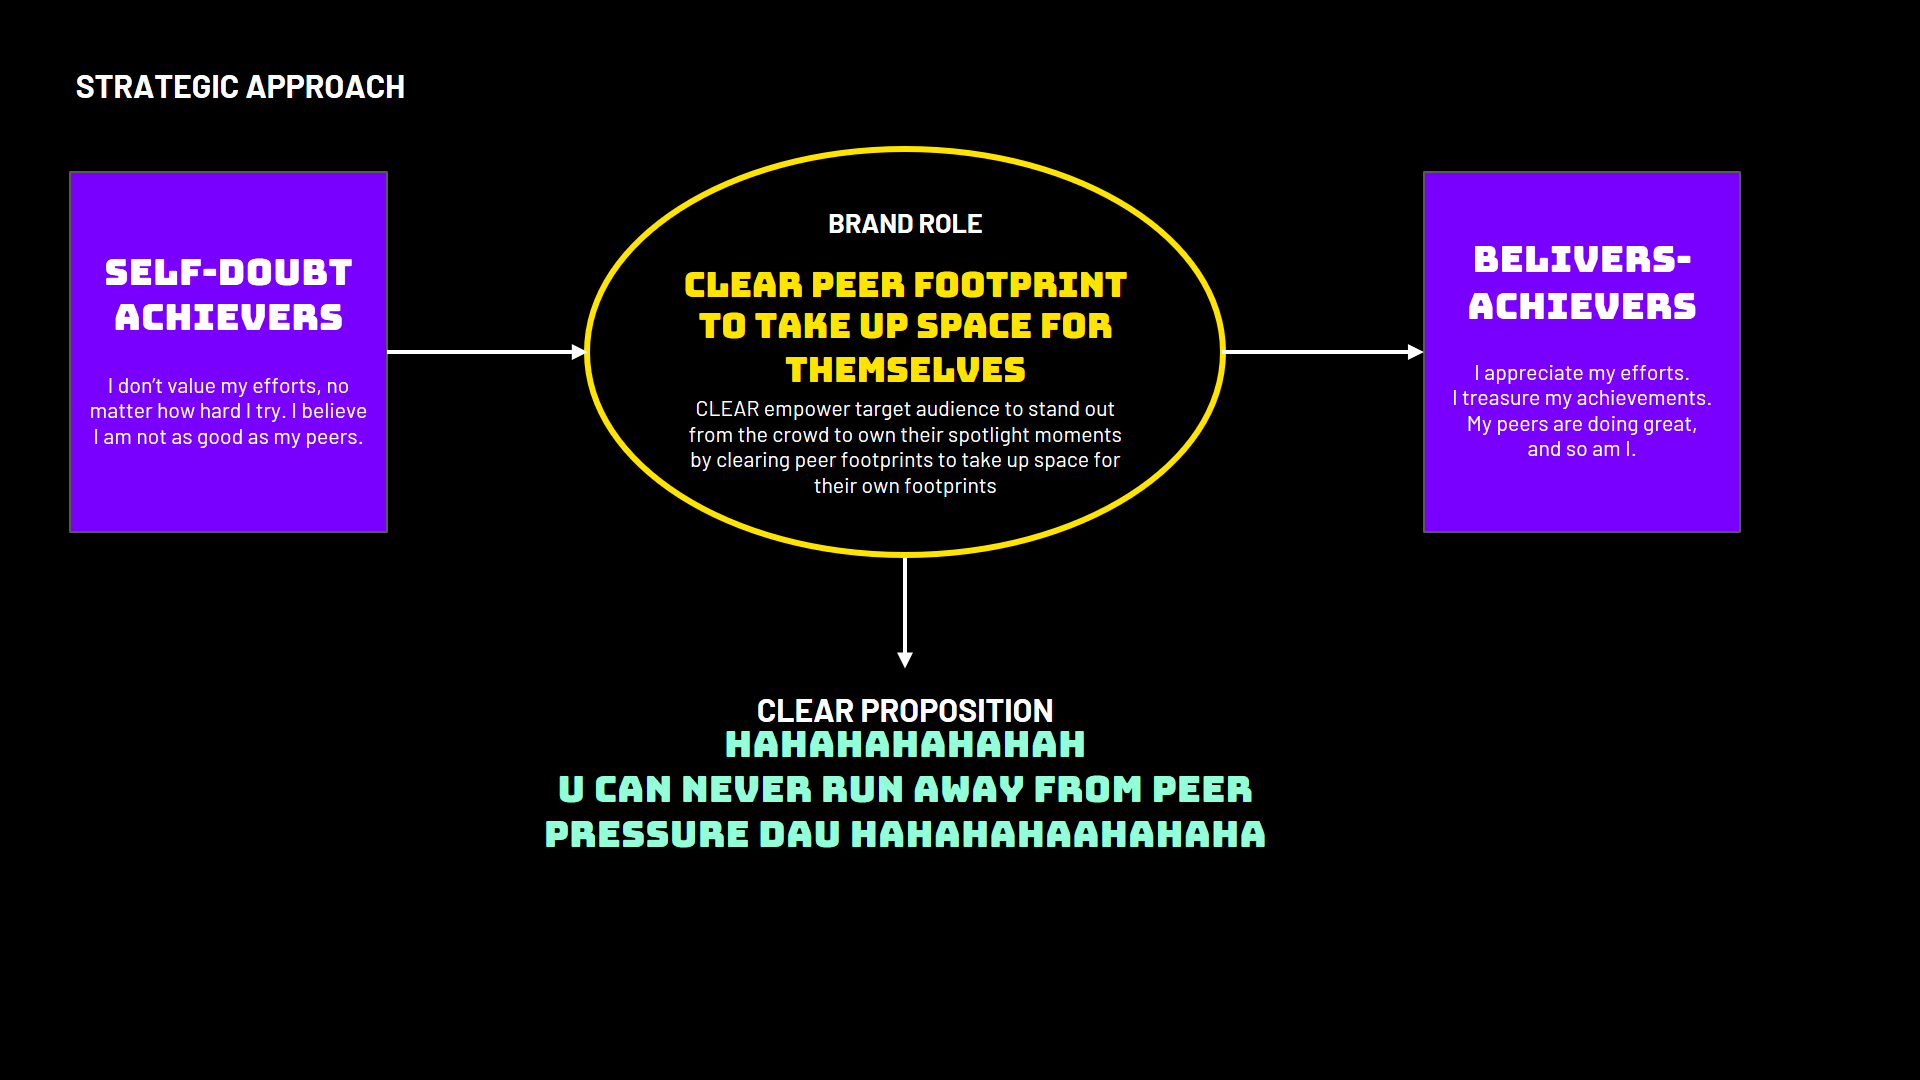 STRATEGIC APPROACH
SELF-DOUBT
ACHIEVERS
I don’t value my efforts, no
matter how hard I try. I believe
I am not as good as my peers.
BRAND ROLE
CLEAR PEER FOOTPRINT
TO TAKE UP SPACE FOR
THEMSELVES
CLEAR empower target audience to stand out
from the crowd to own their spotlight moments
by clearing peer footprints to take up space for
their own footprints
BELIVERS-
ACHIEVERS
I appreciate my efforts.
I treasure my achievements.
My peers are doing great,
and so am I.
CLEAR PROPOSITION
HAHAHAHAHAHAH
U CAN NEVER RUN AWAY FROM PEER
PRESSURE DAU HAHAHAHAAHAHAHA